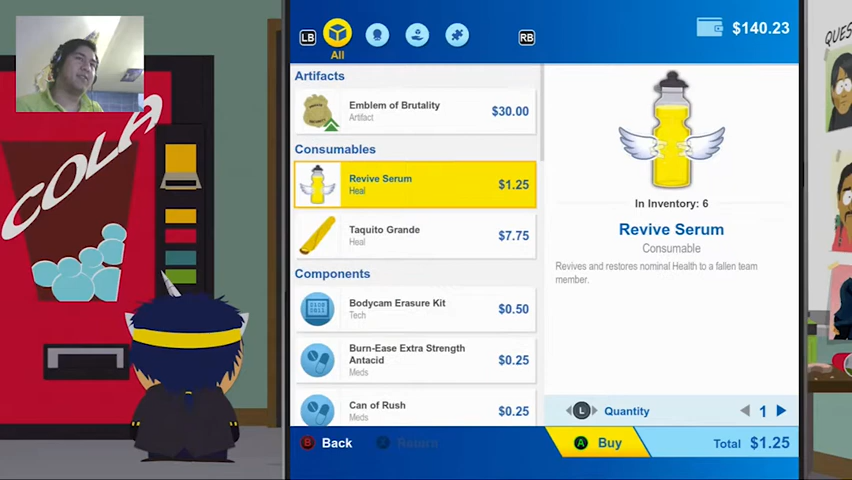 COLA
LB
All
RB
$140.23
QUES
Artifacts
Emblem of Brutality
Artifact
$30.00
Consumables
Revive Serum
Heal
$1.25
Taquito Grande
Heal
$7.75
Components
Bodycam Erasure Kit
Tech
$0.50
Burn-Ease Extra Strength
Antacid
Meds
$0.25
Can of Rush
Meds
$0.25
In Inventory: 6
Revive Serum
Consumable
Revives and restores nominal Health to a fallen team
member.
L
Quantity
1
B
Back
Return
A
Buy
Total
$1.25